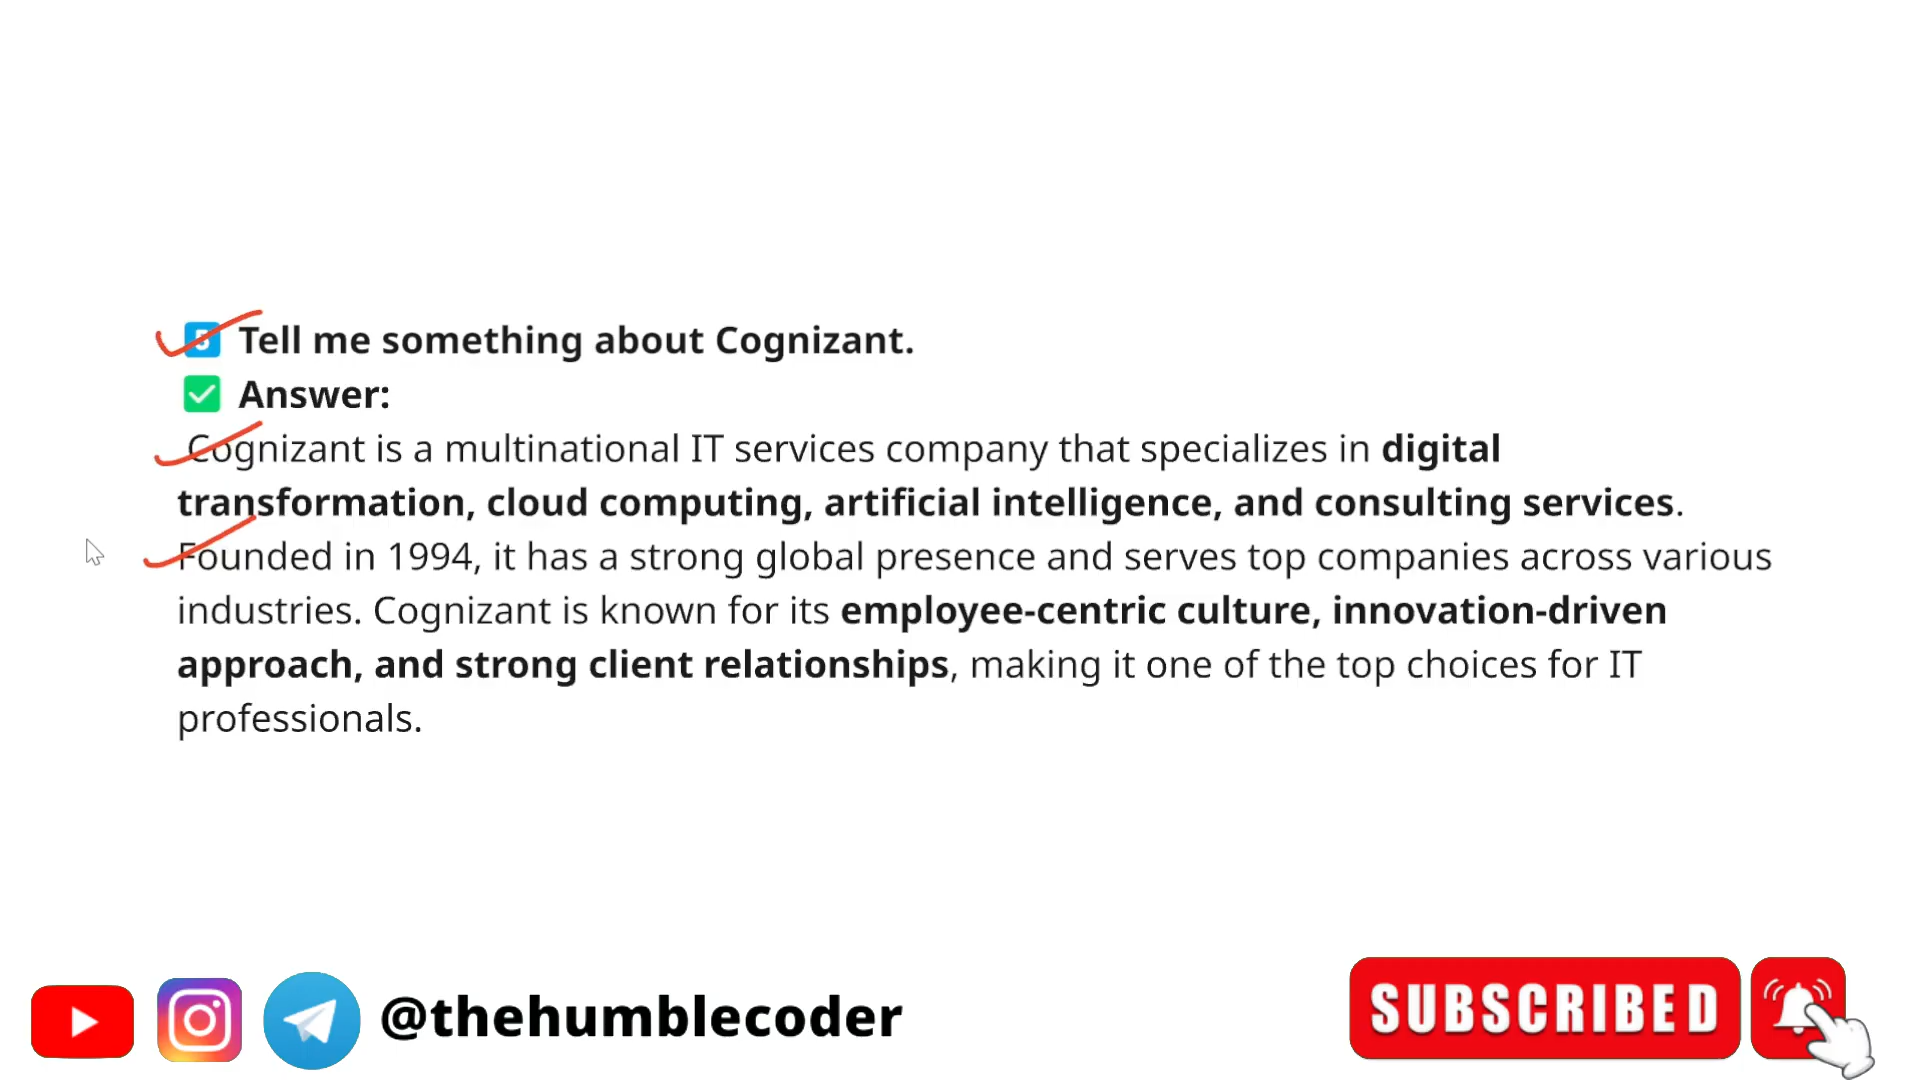 5 Tell me something about Cognizant.
Answer:
Cognizant is a multinational IT services company that specializes in digital
transformation, cloud computing, artificial intelligence, and consulting services.
Founded in 1994, it has a strong global presence and serves top companies across various
industries. Cognizant is known for its employee-centric culture, innovation-driven
approach, and strong client relationships, making it one of the top choices for IT
professionals.
@thehumblecoder
SUBSCRIBED